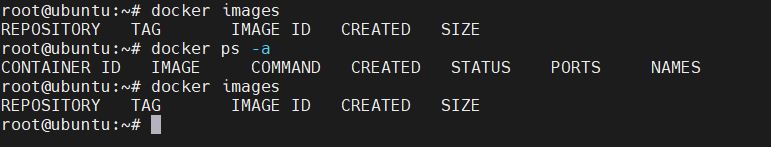 root@ubuntu:~# docker images
REPOSITORY   TAG       IMAGE ID   CREATED   SIZE
root@ubuntu:~# docker ps -a
CONTAINER ID   IMAGE     COMMAND   CREATED   STATUS    PORTS     NAMES
root@ubuntu:~# docker images
REPOSITORY   TAG       IMAGE ID   CREATED   SIZE
root@ubuntu:~#